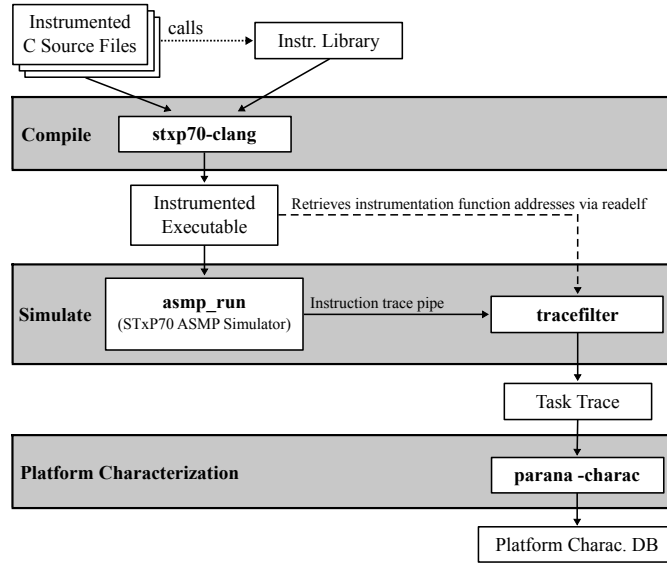 Instrumented
C Source Files
calls
Instr. Library
Compile
stxp70-clang
Instrumented
Executable
Retrieves instrumentation function addresses via readelf
Simulate
asmp_run
(STxP70 ASMP Simulator)
Instruction trace pipe
tracefilter
Task Trace
Platform Characterization
parana -charac
Platform Charac. DB